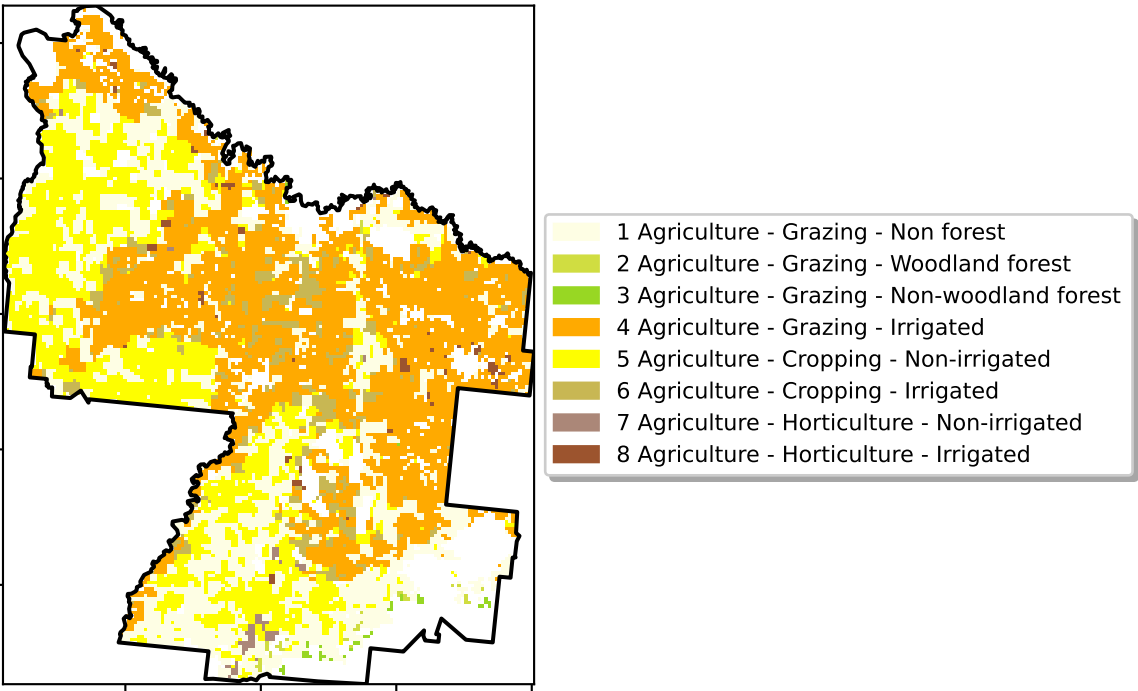 1 Agriculture - Grazing - Non forest
2 Agriculture - Grazing - Woodland forest
3 Agriculture - Grazing - Non-woodland forest
4 Agriculture - Grazing - Irrigated
5 Agriculture - Cropping - Non-irrigated
6 Agriculture - Cropping - Irrigated
7 Agriculture - Horticulture - Non-irrigated
8 Agriculture - Horticulture - Irrigated